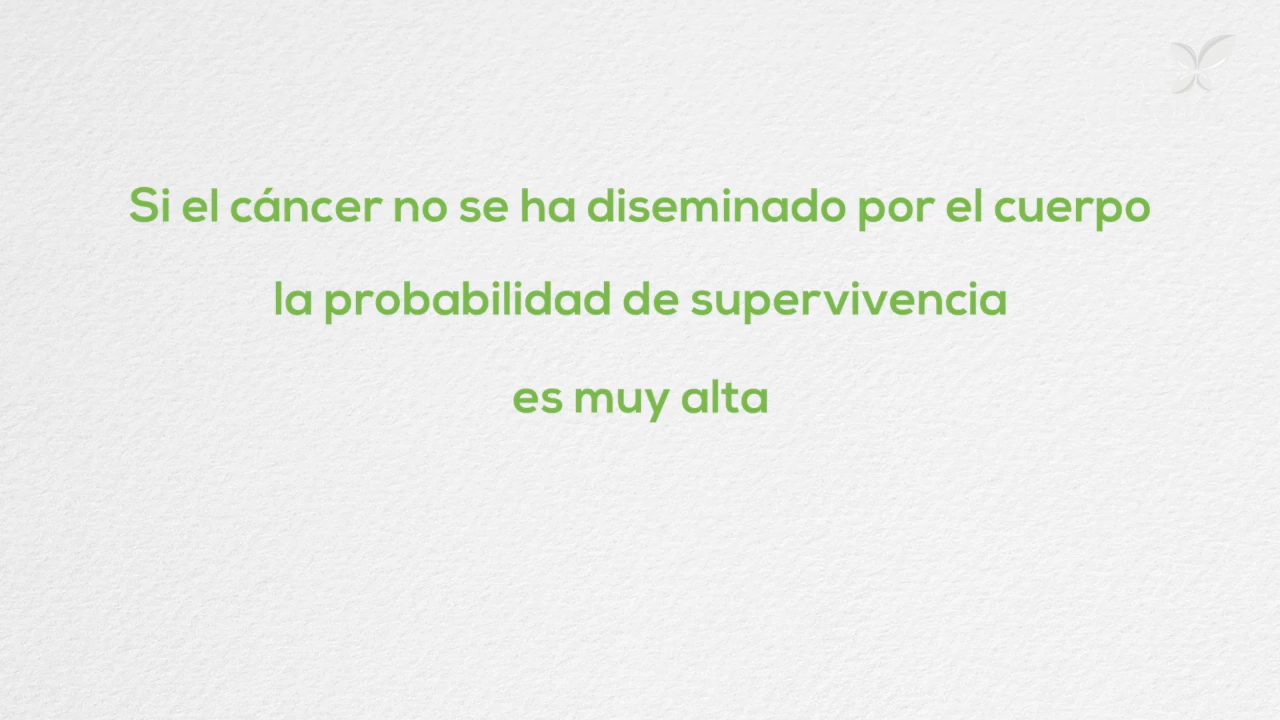 Si el cáncer no se ha diseminado por el cuerpo
la probabilidad de supervivencia
es muy alta